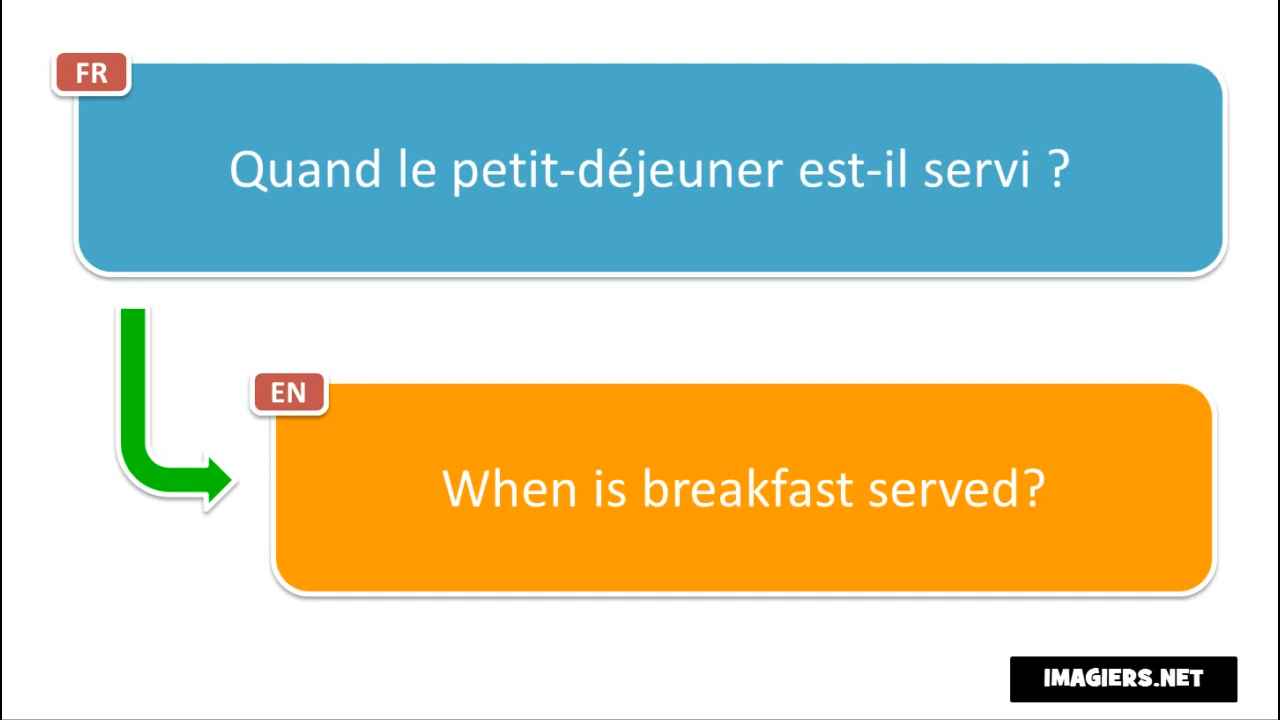 FR
Quand le petit-déjeuner est-il servi ?
EN
When is breakfast served?
IMAGIERS.NET